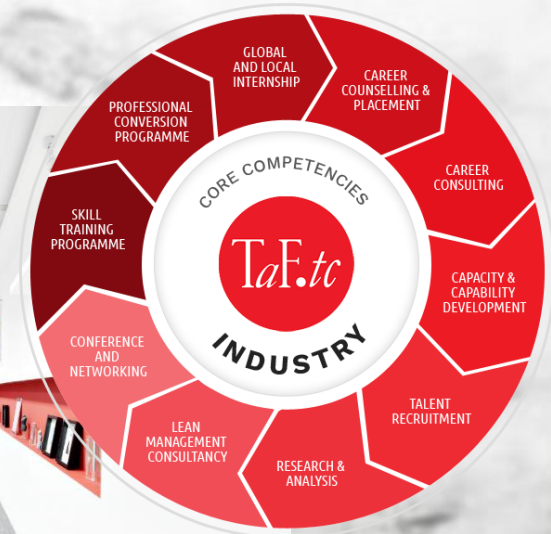 GLOBAL
AND LOCAL
INTERNSHIP
CAREER
COUNSELLING &
PLACEMENT
CAREER
CONSULTING
CAPACITY &
CAPABILITY
DEVELOPMENT
TALENT
RECRUITMENT
RESEARCH &
ANALYSIS
LEAN
MANAGEMENT
CONSULTANCY
CONFERENCE
AND
NETWORKING
SKILL
TRAINING
PROGRAMME
PROFESSIONAL
CONVERSION
PROGRAMME
CORE COMPETENCIES
TaF.tc
INDUSTRY